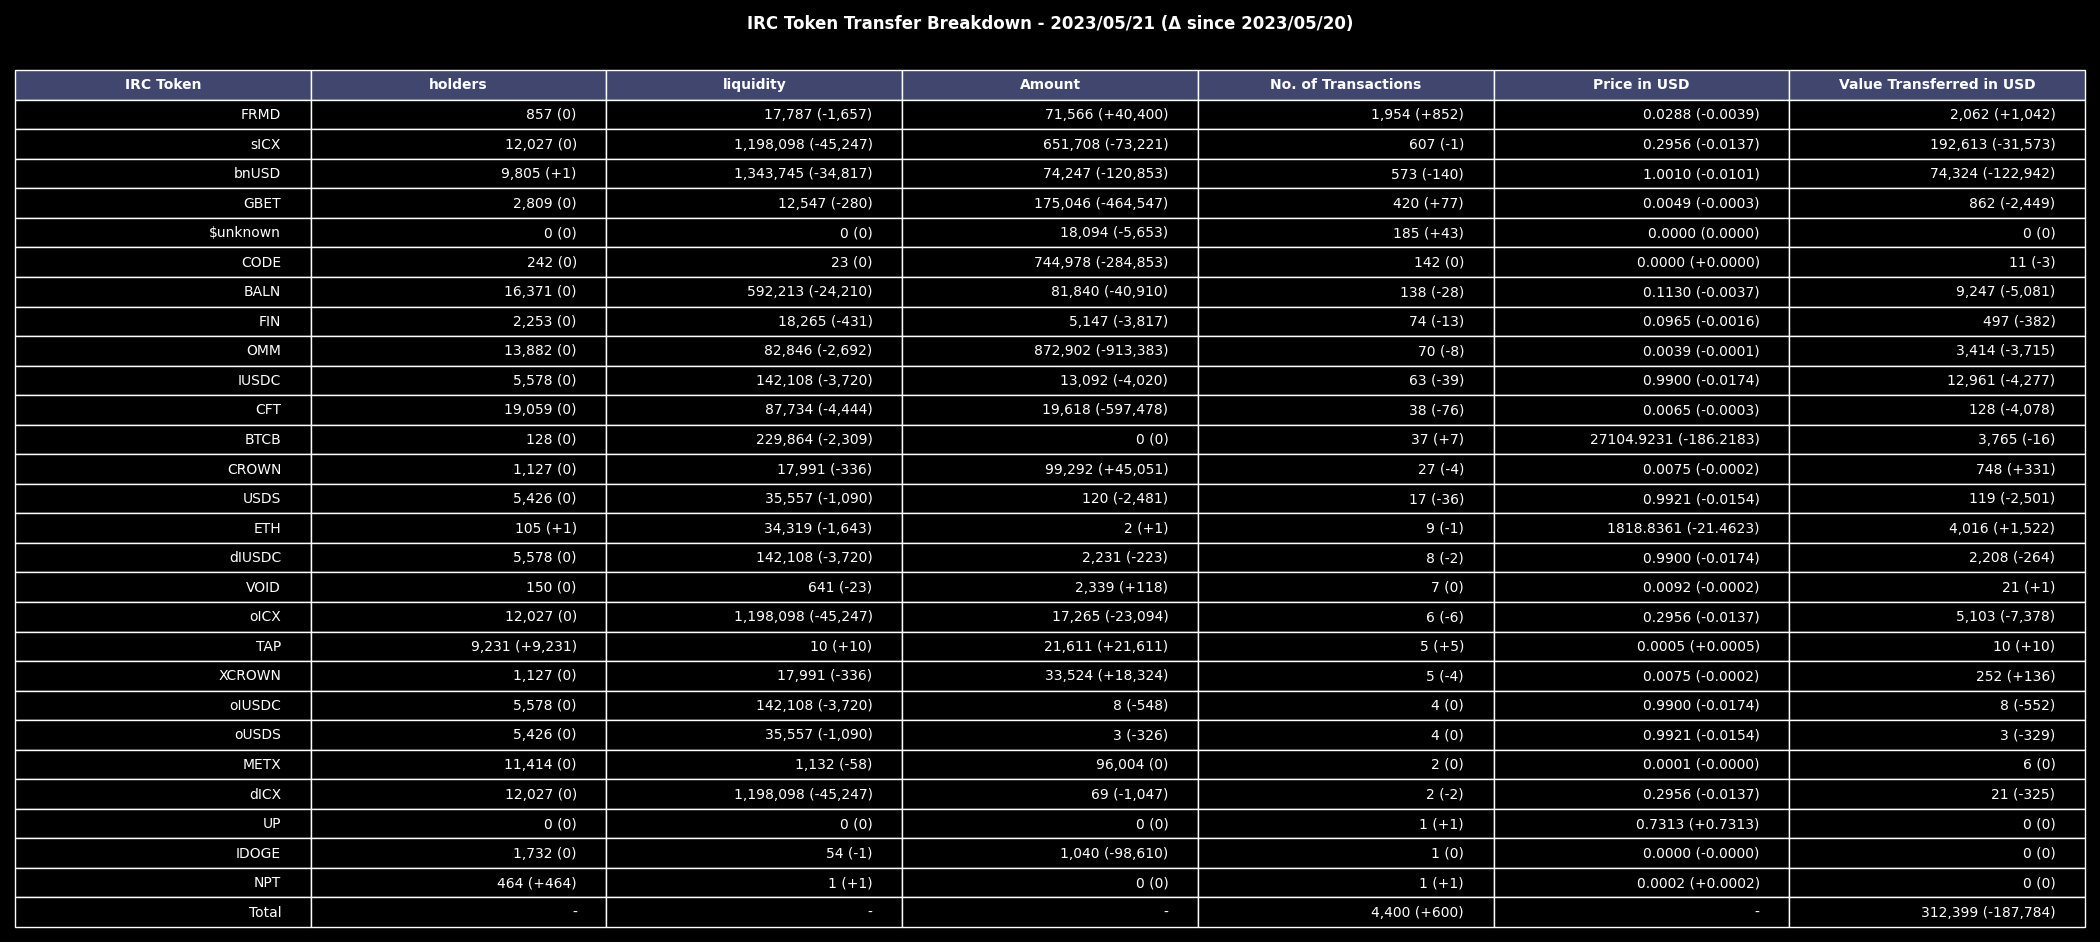 IRC Token Transfer Breakdown - 2023/05/21 (Δ since 2023/05/20)
IRC Token holders liquidity Amount No. of Transactions Price in USD Value Transferred in USD
FRMD 857 (0) 17,787 (-1,657) 71,566 (+40,400) 1,954 (+852) 0.0288 (-0.0039) 2,062 (+1,042)
sICX 12,027 (0) 1,198,098 (-45,247) 651,708 (-73,221) 607 (-1) 0.2956 (-0.0137) 192,613 (-31,573)
bnUSD 9,805 (+1) 1,343,745 (-34,817) 74,247 (-120,853) 573 (-140) 1.0010 (-0.0101) 74,324 (-122,942)
GBET 2,809 (0) 12,547 (-280) 175,046 (-464,547) 420 (+77) 0.0049 (-0.0003) 862 (-2,449)
$unknown 0 (0) 0 (0) 18,094 (-5,653) 185 (+43) 0.0000 (0.0000) 0 (0)
CODE 242 (0) 23 (0) 744,978 (-284,853) 142 (0) 0.0000 (+0.0000) 11 (-3)
BALN 16,371 (0) 592,213 (-24,210) 81,840 (-40,910) 138 (-28) 0.1130 (-0.0037) 9,247 (-5,081)
FIN 2,253 (0) 18,265 (-431) 5,147 (-3,817) 74 (-13) 0.0965 (-0.0016) 497 (-382)
OMM 13,882 (0) 82,846 (-2,692) 872,902 (-913,383) 70 (-8) 0.0039 (-0.0001) 3,414 (-3,715)
IUSDC 5,578 (0) 142,108 (-3,720) 13,092 (-4,020) 63 (-39) 0.9900 (-0.0174) 12,961 (-4,277)
CFT 19,059 (0) 87,734 (-4,444) 19,618 (-597,478) 38 (-76) 0.0065 (-0.0003) 128 (-4,078)
BTCB 128 (0) 229,864 (-2,309) 0 (0) 37 (+7) 27104.9231 (-186.2183) 3,765 (-16)
CROWN 1,127 (0) 17,991 (-336) 99,292 (+45,051) 27 (-4) 0.0075 (-0.0002) 748 (+331)
USDS 5,426 (0) 35,557 (-1,090) 120 (-2,481) 17 (-36) 0.9921 (-0.0154) 119 (-2,501)
ETH 105 (+1) 34,319 (-1,643) 2 (+1) 9 (-1) 1818.8361 (-21.4623) 4,016 (+1,522)
dIUSDC 5,578 (0) 142,108 (-3,720) 2,231 (-223) 8 (-2) 0.9900 (-0.0174) 2,208 (-264)
VOID 150 (0) 641 (-23) 2,339 (+118) 7 (0) 0.0092 (-0.0002) 21 (+1)
oICX 12,027 (0) 1,198,098 (-45,247) 17,265 (-23,094) 6 (-6) 0.2956 (-0.0137) 5,103 (-7,378)
TAP 9,231 (+9,231) 10 (+10) 21,611 (+21,611) 5 (+5) 0.0005 (+0.0005) 10 (+10)
XCROWN 1,127 (0) 17,991 (-336) 33,524 (+18,324) 5 (-4) 0.0075 (-0.0002) 252 (+136)
oIUSDC 5,578 (0) 142,108 (-3,720) 8 (-548) 4 (0) 0.9900 (-0.0174) 8 (-552)
oUSDS 5,426 (0) 35,557 (-1,090) 3 (-326) 4 (0) 0.9921 (-0.0154) 3 (-329)
METX 11,414 (0) 1,132 (-58) 96,004 (0) 2 (0) 0.0001 (-0.0000) 6 (0)
dICX 12,027 (0) 1,198,098 (-45,247) 69 (-1,047) 2 (-2) 0.2956 (-0.0137) 21 (-325)
UP 0 (0) 0 (0) 0 (0) 1 (+1) 0.7313 (+0.7313) 0 (0)
IDOGE 1,732 (0) 54 (-1) 1,040 (-98,610) 1 (0) 0.0000 (-0.0000) 0 (0)
NPT 464 (+464) 1 (+1) 0 (0) 1 (+1) 0.0002 (+0.0002) 0 (0)
Total - - - 4,400 (+600) - 312,399 (-187,784)